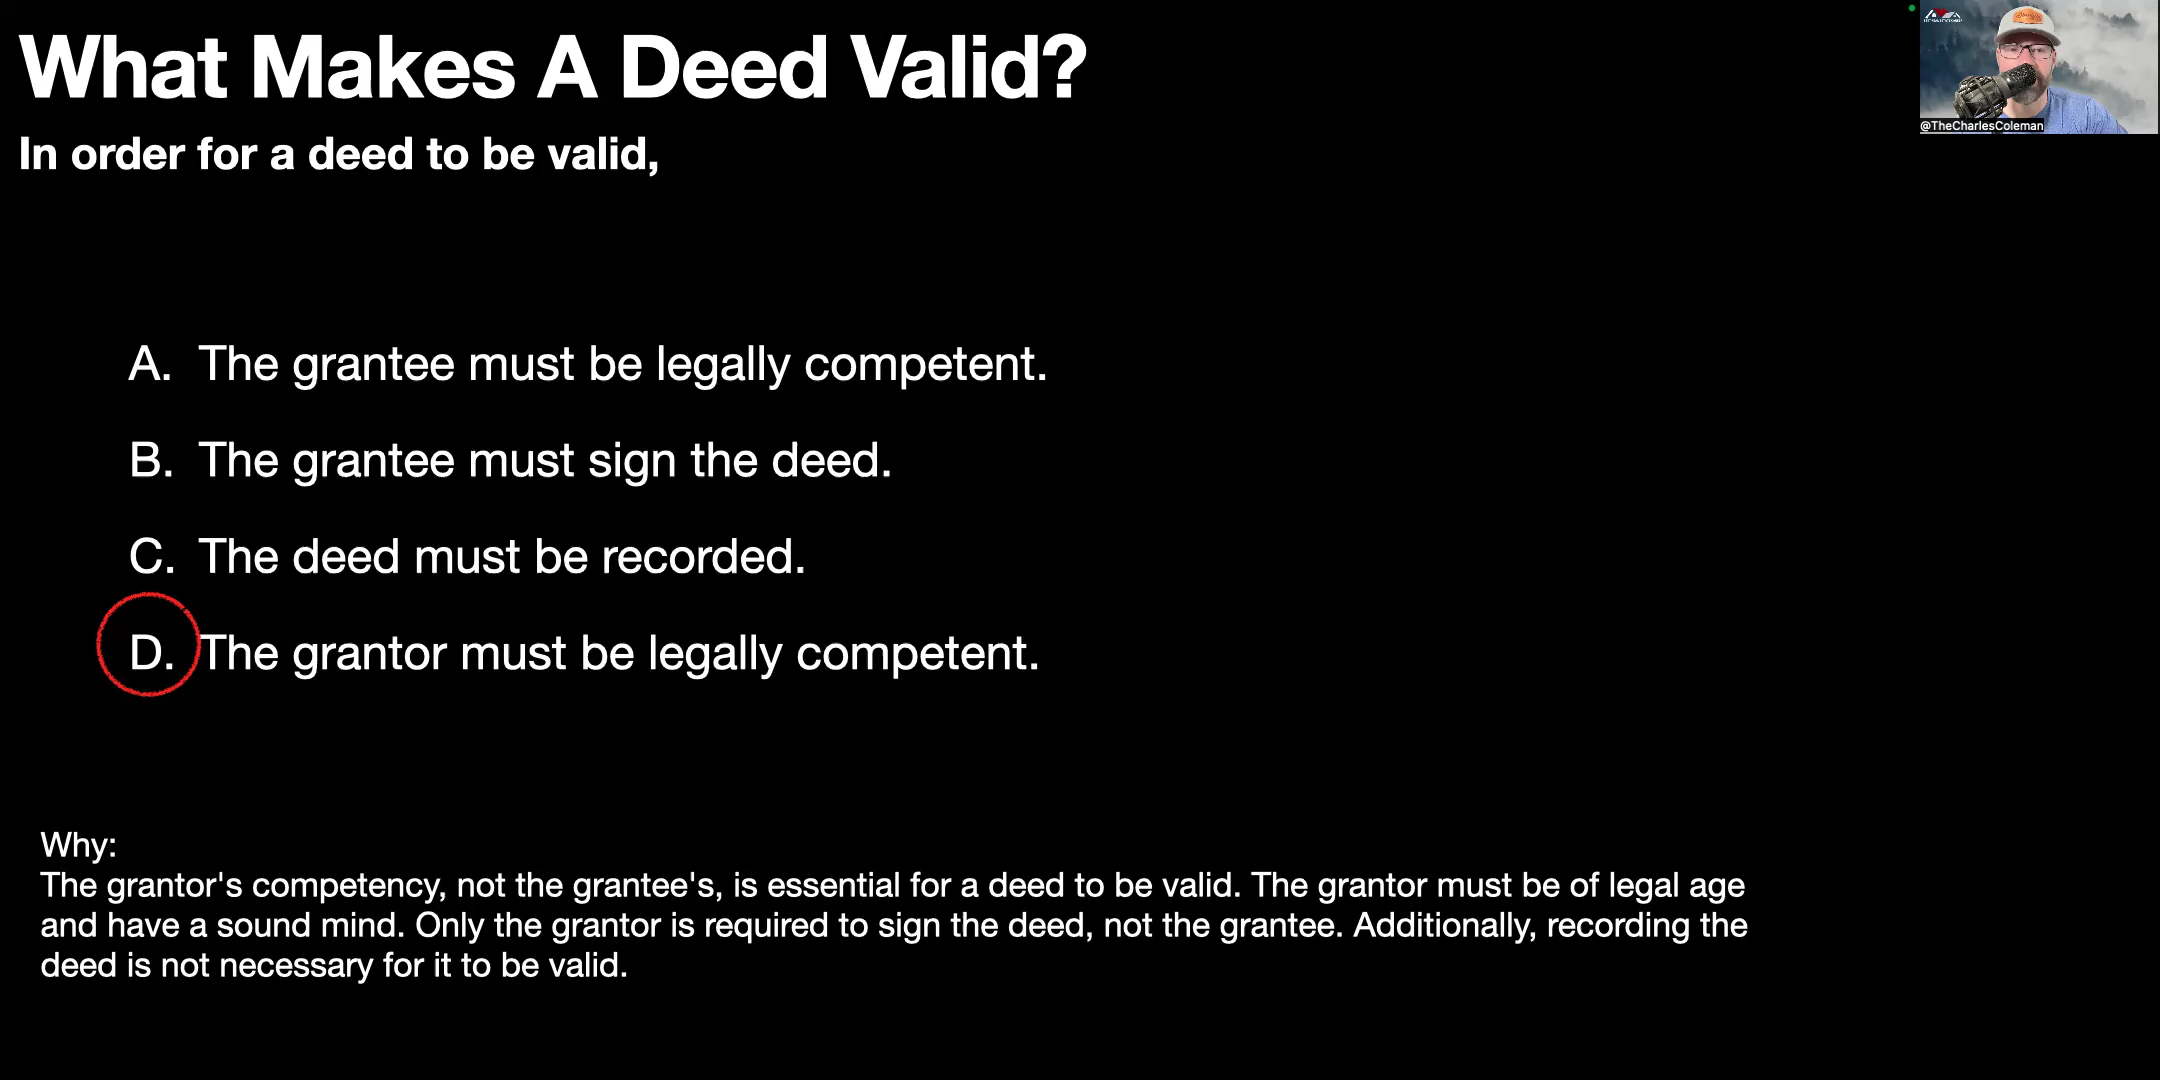 What Makes A Deed Valid?
@TheCharlesColeman
In order for a deed to be valid,
A. The grantee must be legally competent.
B. The grantee must sign the deed.
C. The deed must be recorded.
D. The grantor must be legally competent.
Why:
The grantor's competency, not the grantee's, is essential for a deed to be valid. The grantor must be of legal age
and have a sound mind. Only the grantor is required to sign the deed, not the grantee. Additionally, recording the
deed is not necessary for it to be valid.